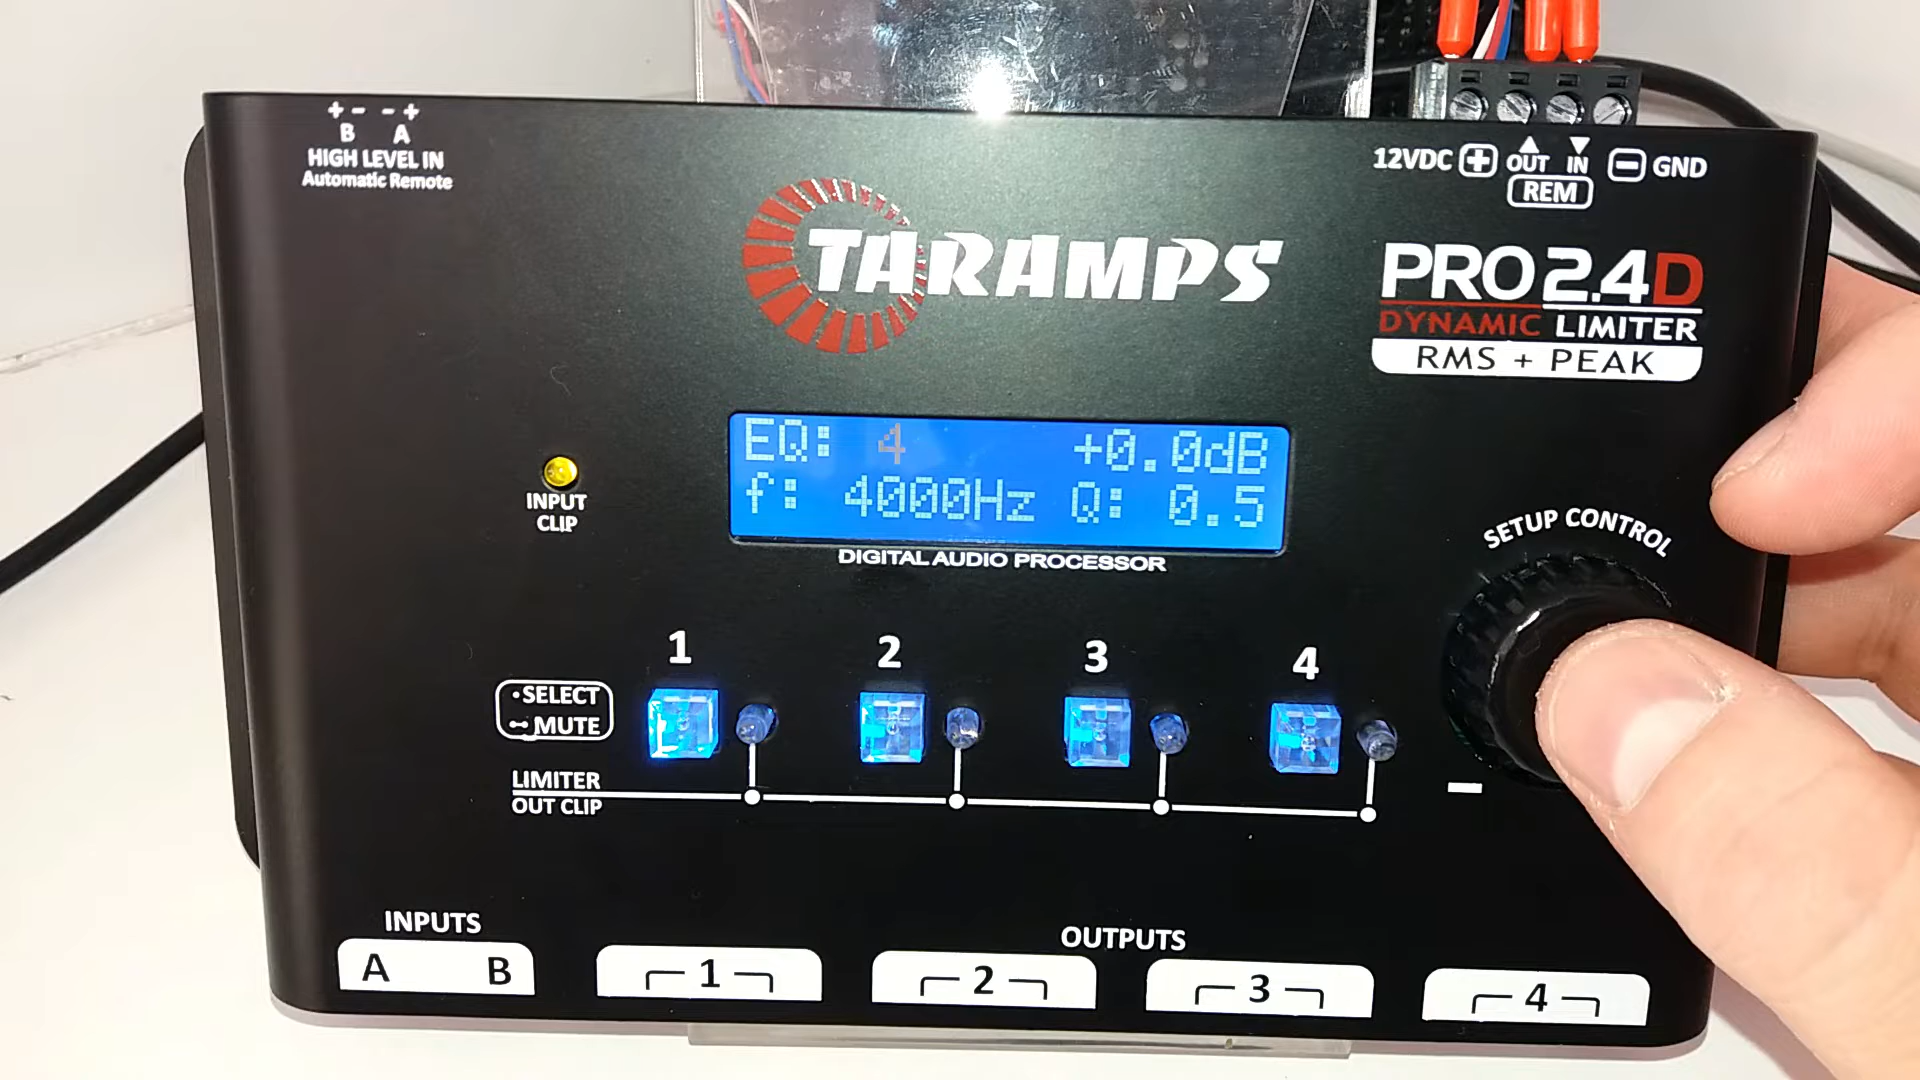 + - - +
B A
HIGH LEVEL IN
Automatic Remote
12VDC + OUT IN - GND
REM
TARAMPS
PRO 2.4D
DYNAMIC LIMITER
RMS + PEAK
EQ: 4 +0.0dB
f: 4000Hz Q: 0.5
INPUT
CLIP
DIGITAL AUDIO PROCESSOR
SETUP CONTROL
1 2 3 4
SELECT
MUTE
LIMITER
OUT CLIP
INPUTS
A B
OUTPUTS
1 2 3 4